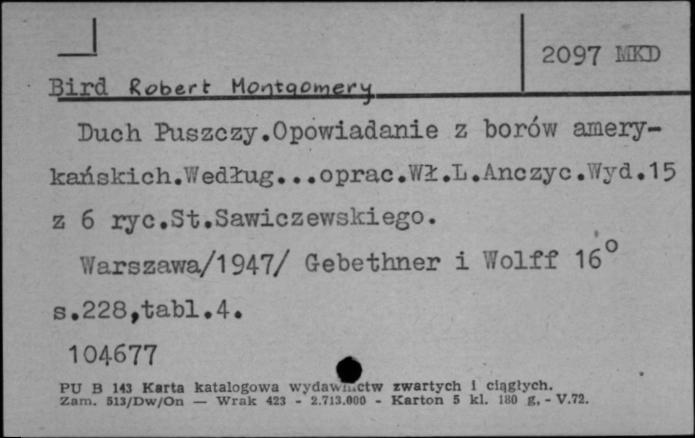 2097 MKD
Bird Robert Montgomery
Duch Puszczy.Opowiadanie z borów amery-
kańskich.Według...oprac.Wł.L.Anczyc.Wyd.15
z 6 ryc.St.Sawiczewskiego.
Warszawa/1947/ Gebethner i Wolff 16°
s.228,tabl.4.
104677
PU B 143 Karta katalogowa wydawnictw zwartych i ciągłych.
Zam. 513/Dw/On — Wrak 423 - 2.713.000 - Karton 5 kl. 180 g. - V.72.